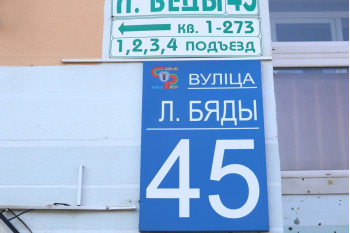 Л. БЕДЫ 45
КВ. 1-273
1,2,3,4 ПОДЪЕЗД
ВУЛІЦА
Л. БЯДЫ
45